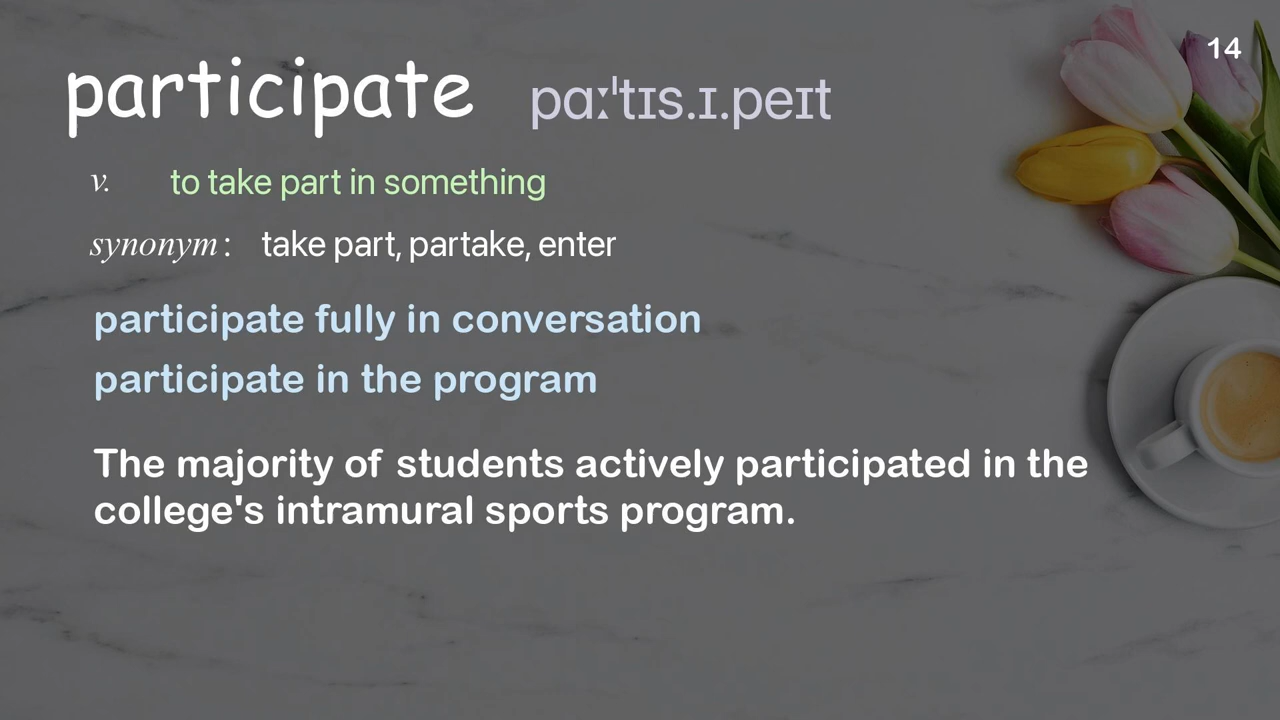 14
participate pɑːˈtɪs.ɪ.peɪt
v. to take part in something
synonym: take part, partake, enter
participate fully in conversation
participate in the program
The majority of students actively participated in the
college's intramural sports program.